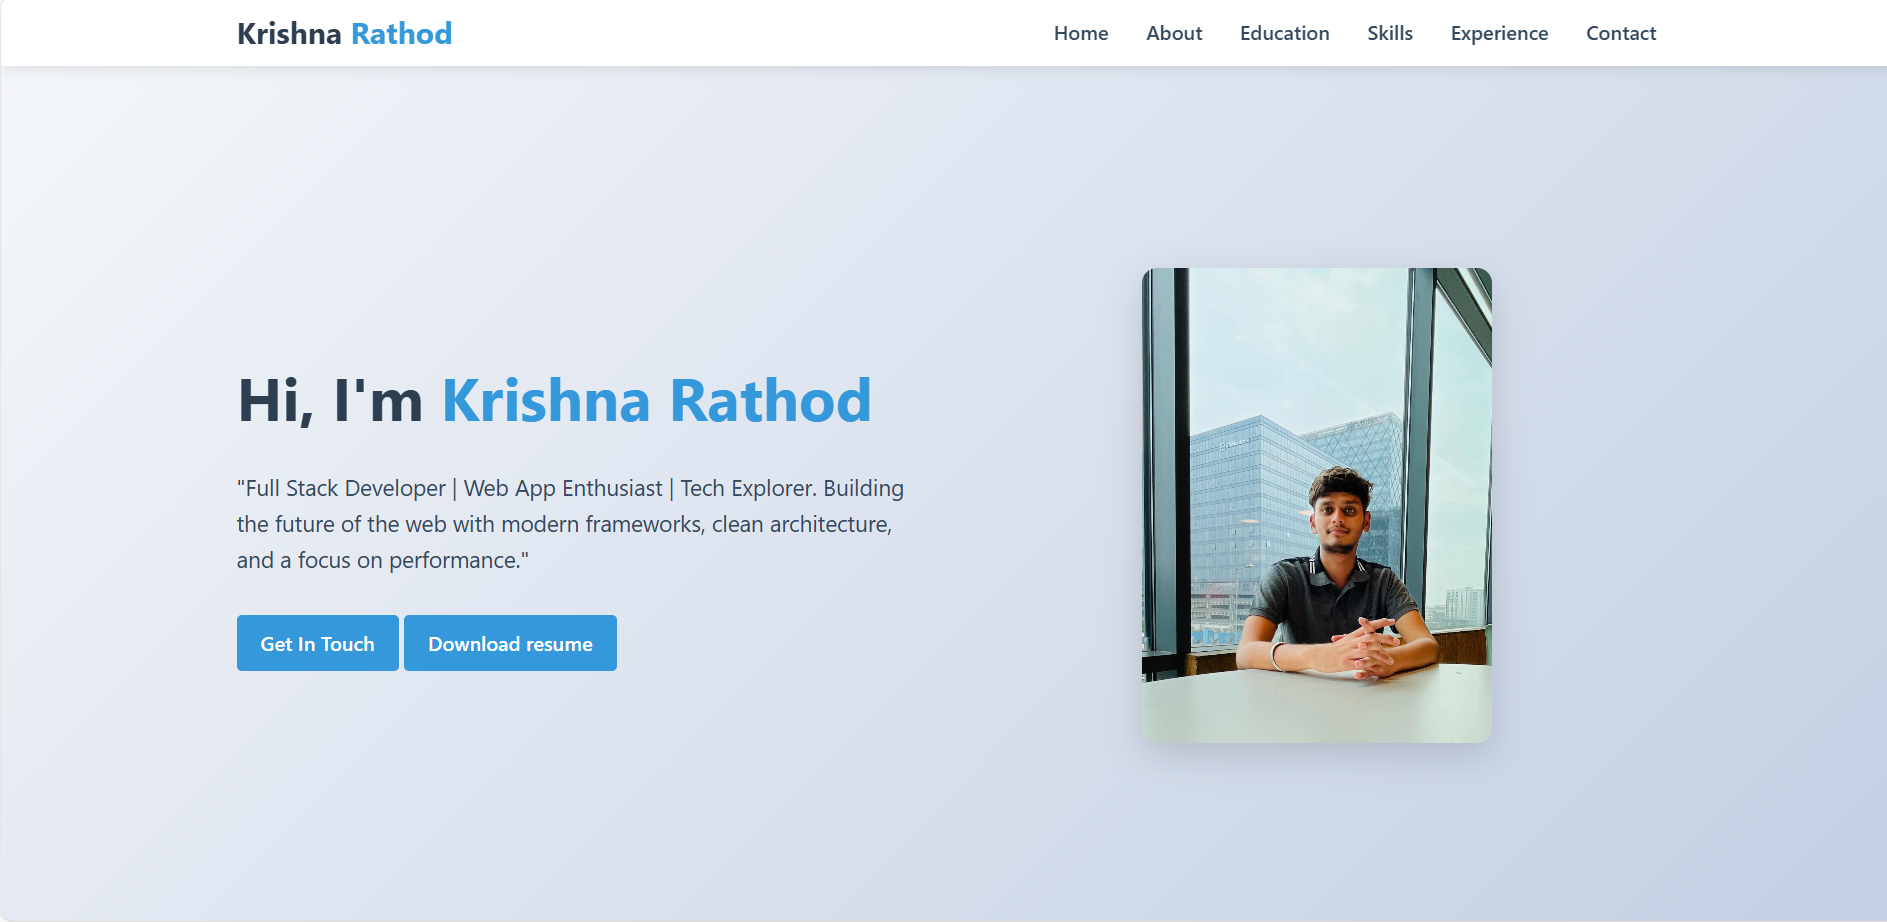 Krishna Rathod
Home About Education Skills Experience Contact
Hi, I'm Krishna Rathod
"Full Stack Developer | Web App Enthusiast | Tech Explorer. Building
the future of the web with modern frameworks, clean architecture,
and a focus on performance."
Get In Touch
Download resume